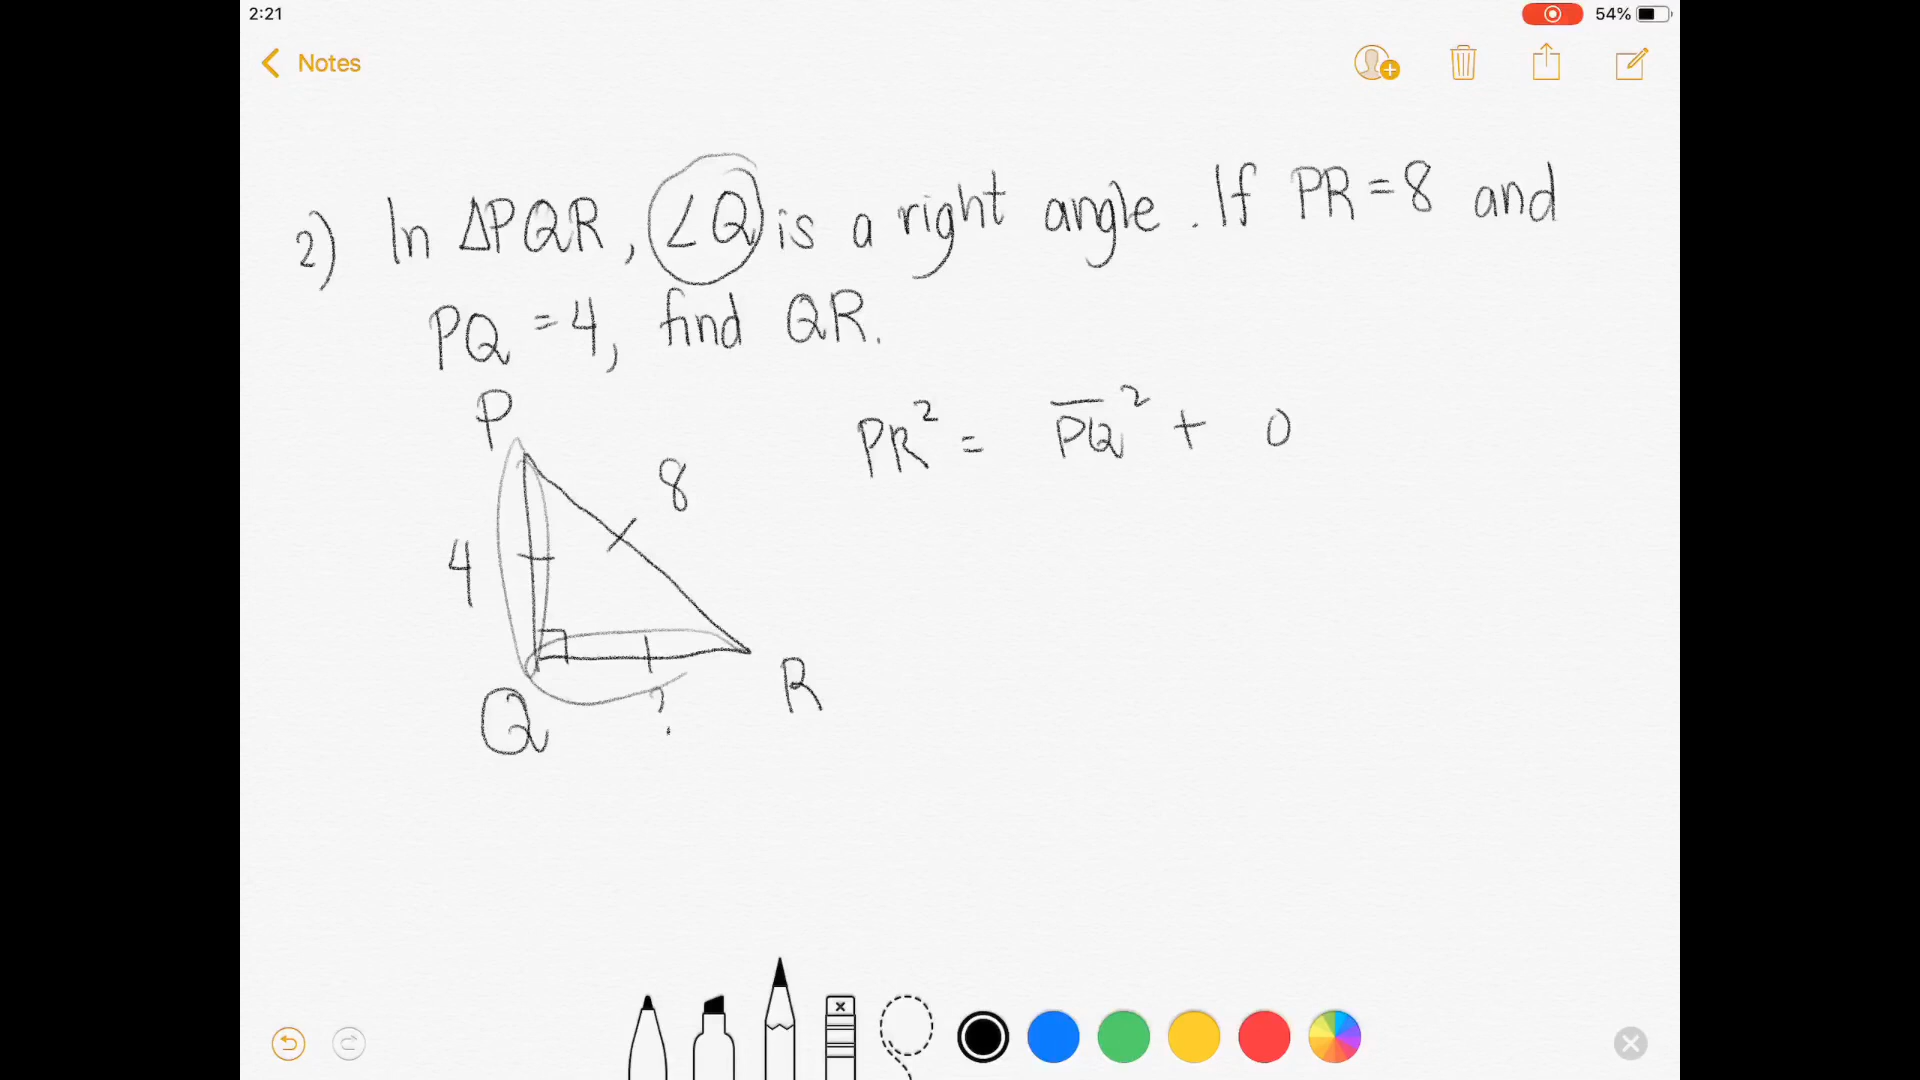 2:21
54%
Notes
2) In ΔPQR, ∠Q is a right angle. If PR = 8 and
PQ = 4, find QR.
P
PR² = P̅Q̅² + 0
8
4
R
?
Q